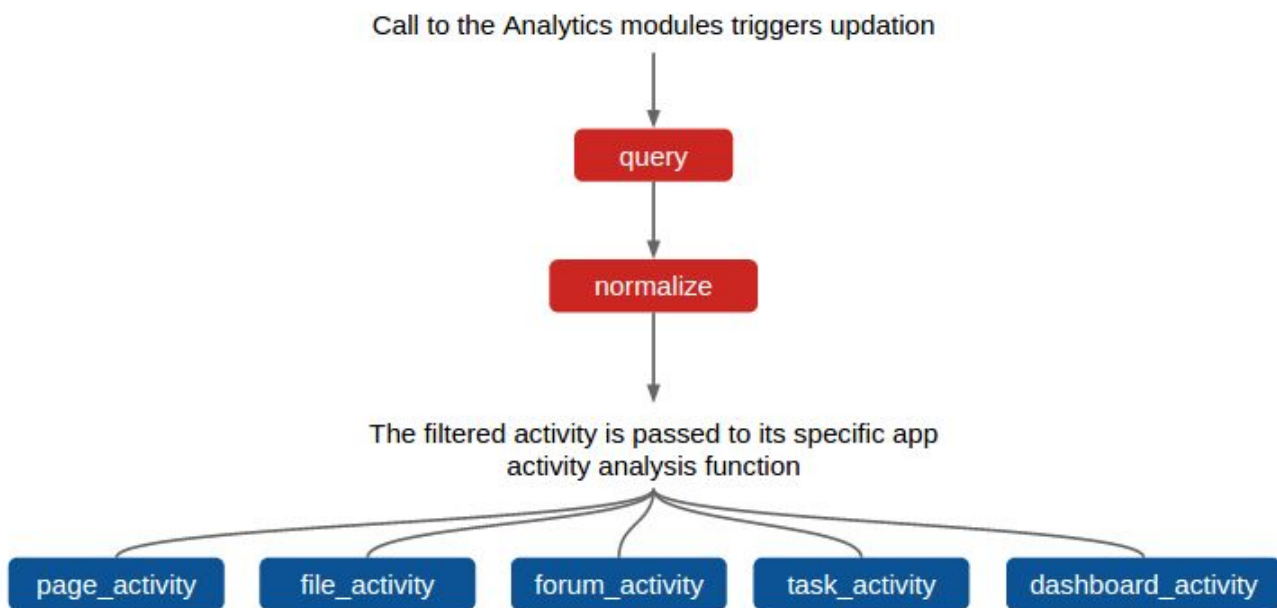 Call to the Analytics modules triggers updation
query
normalize
The filtered activity is passed to its specific app
activity analysis function
page_activity
file_activity
forum_activity
task_activity
dashboard_activity